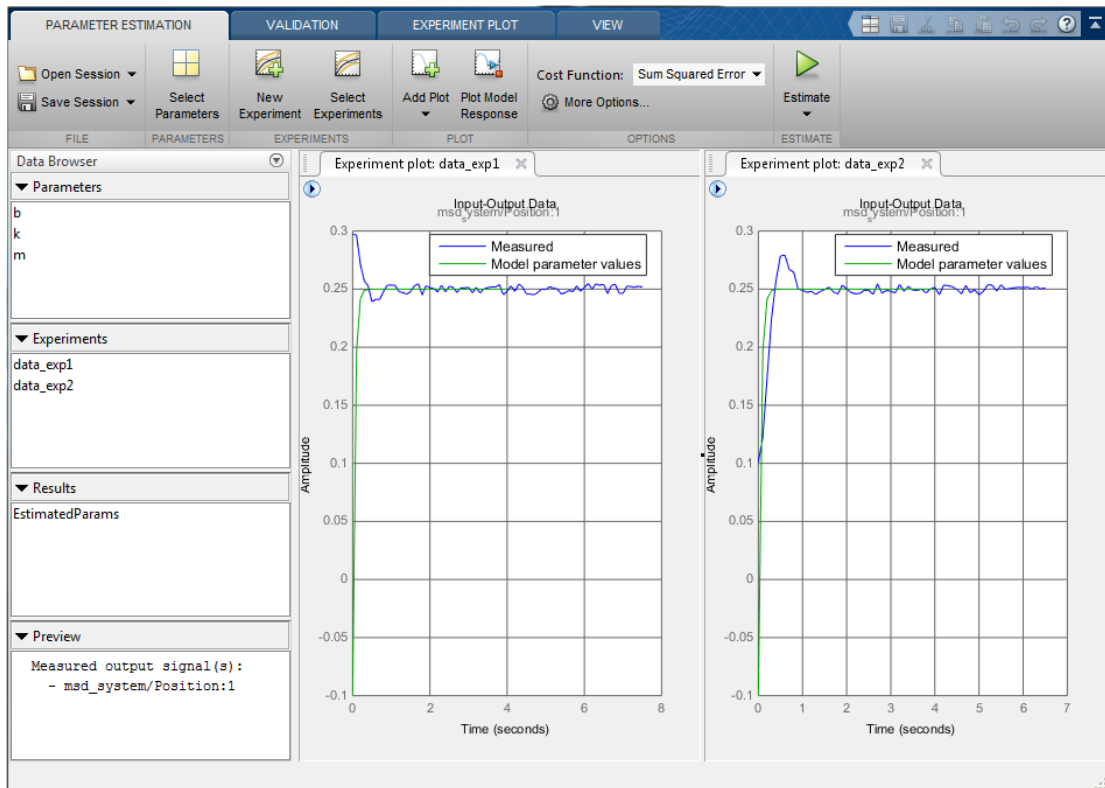 PARAMETER ESTIMATION VALIDATION EXPERIMENT PLOT VIEW
Open Session
Save Session
Select
Parameters
New
Experiment
Select
Experiments
Add Plot
Plot Model
Response
Cost Function: Sum Squared Error
More Options...
Estimate
FILE PARAMETERS EXPERIMENTS PLOT OPTIONS ESTIMATE
Data Browser
Parameters
b
k
m
Experiments
data_exp1
data_exp2
Results
EstimatedParams
Preview
Measured output signal(s):
- msd_system/Position:1
Experiment plot: data_exp1
Input-Output Data
msd_system/Position:1
Measured
Model parameter values
0.3
0.25
0.2
0.15
0.1
0.05
0
-0.05
-0.1
Amplitude
0 2 4 6 8
Time (seconds)
Experiment plot: data_exp2
Input-Output Data
msd_system/Position:1
Measured
Model parameter values
0.3
0.25
0.2
0.15
0.1
0.05
0
-0.05
-0.1
Amplitude
0 1 2 3 4 5 6 7
Time (seconds)